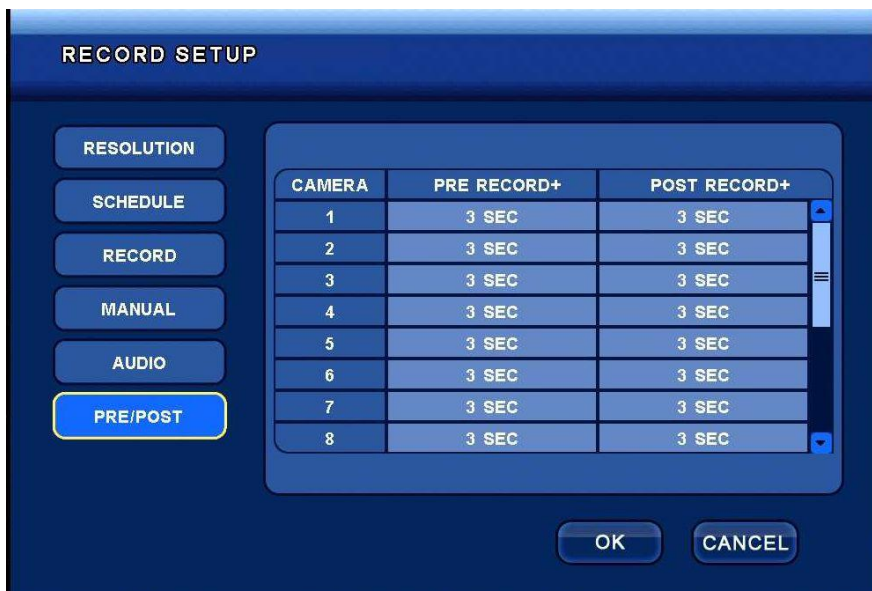 RECORD SETUP
RESOLUTION
SCHEDULE
RECORD
MANUAL
AUDIO
PRE/POST
CAMERA PRE RECORD+ POST RECORD+
1 3 SEC 3 SEC
2 3 SEC 3 SEC
3 3 SEC 3 SEC
4 3 SEC 3 SEC
5 3 SEC 3 SEC
6 3 SEC 3 SEC
7 3 SEC 3 SEC
8 3 SEC 3 SEC
OK CANCEL